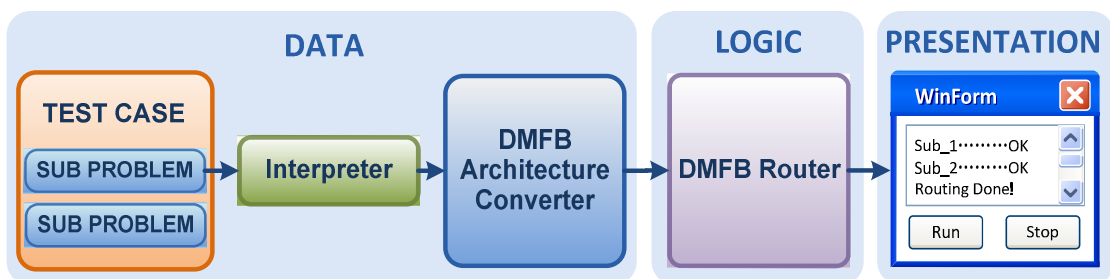 DATA
LOGIC
PRESENTATION
TEST CASE
SUB PROBLEM
SUB PROBLEM
Interpreter
DMFB
Architecture
Converter
DMFB Router
WinForm
Sub_1·········OK
Sub_2·········OK
Routing Done!
Run
Stop